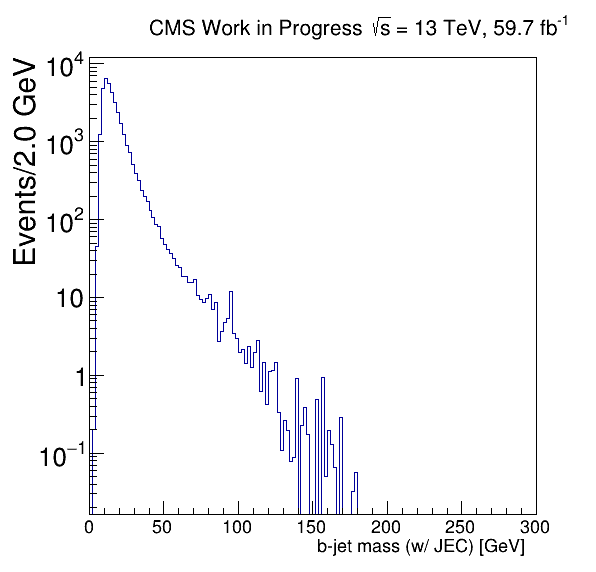 CMS Work in Progress √s = 13 TeV, 59.7 fb⁻¹
Events/2.0 GeV
10⁴
10³
10²
10
1
10⁻¹
0 50 100 150 200 250 300
b-jet mass (w/ JEC) [GeV]